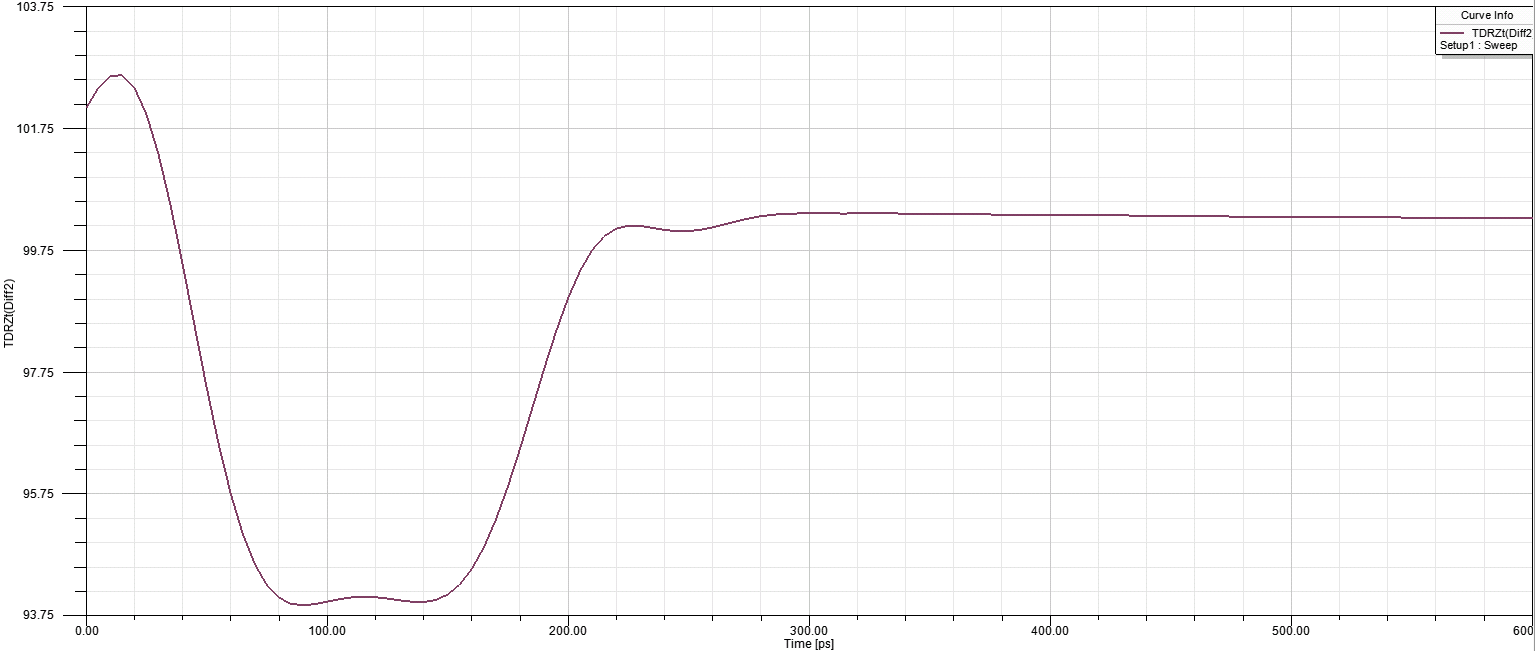 103.75
Curve Info
TDRZt(Diff2
Setup1 : Sweep
101.75
99.75
TDRZt(Diff2)
97.75
95.75
93.75
0.00 100.00 200.00 300.00 400.00 500.00 600
Time [ps]